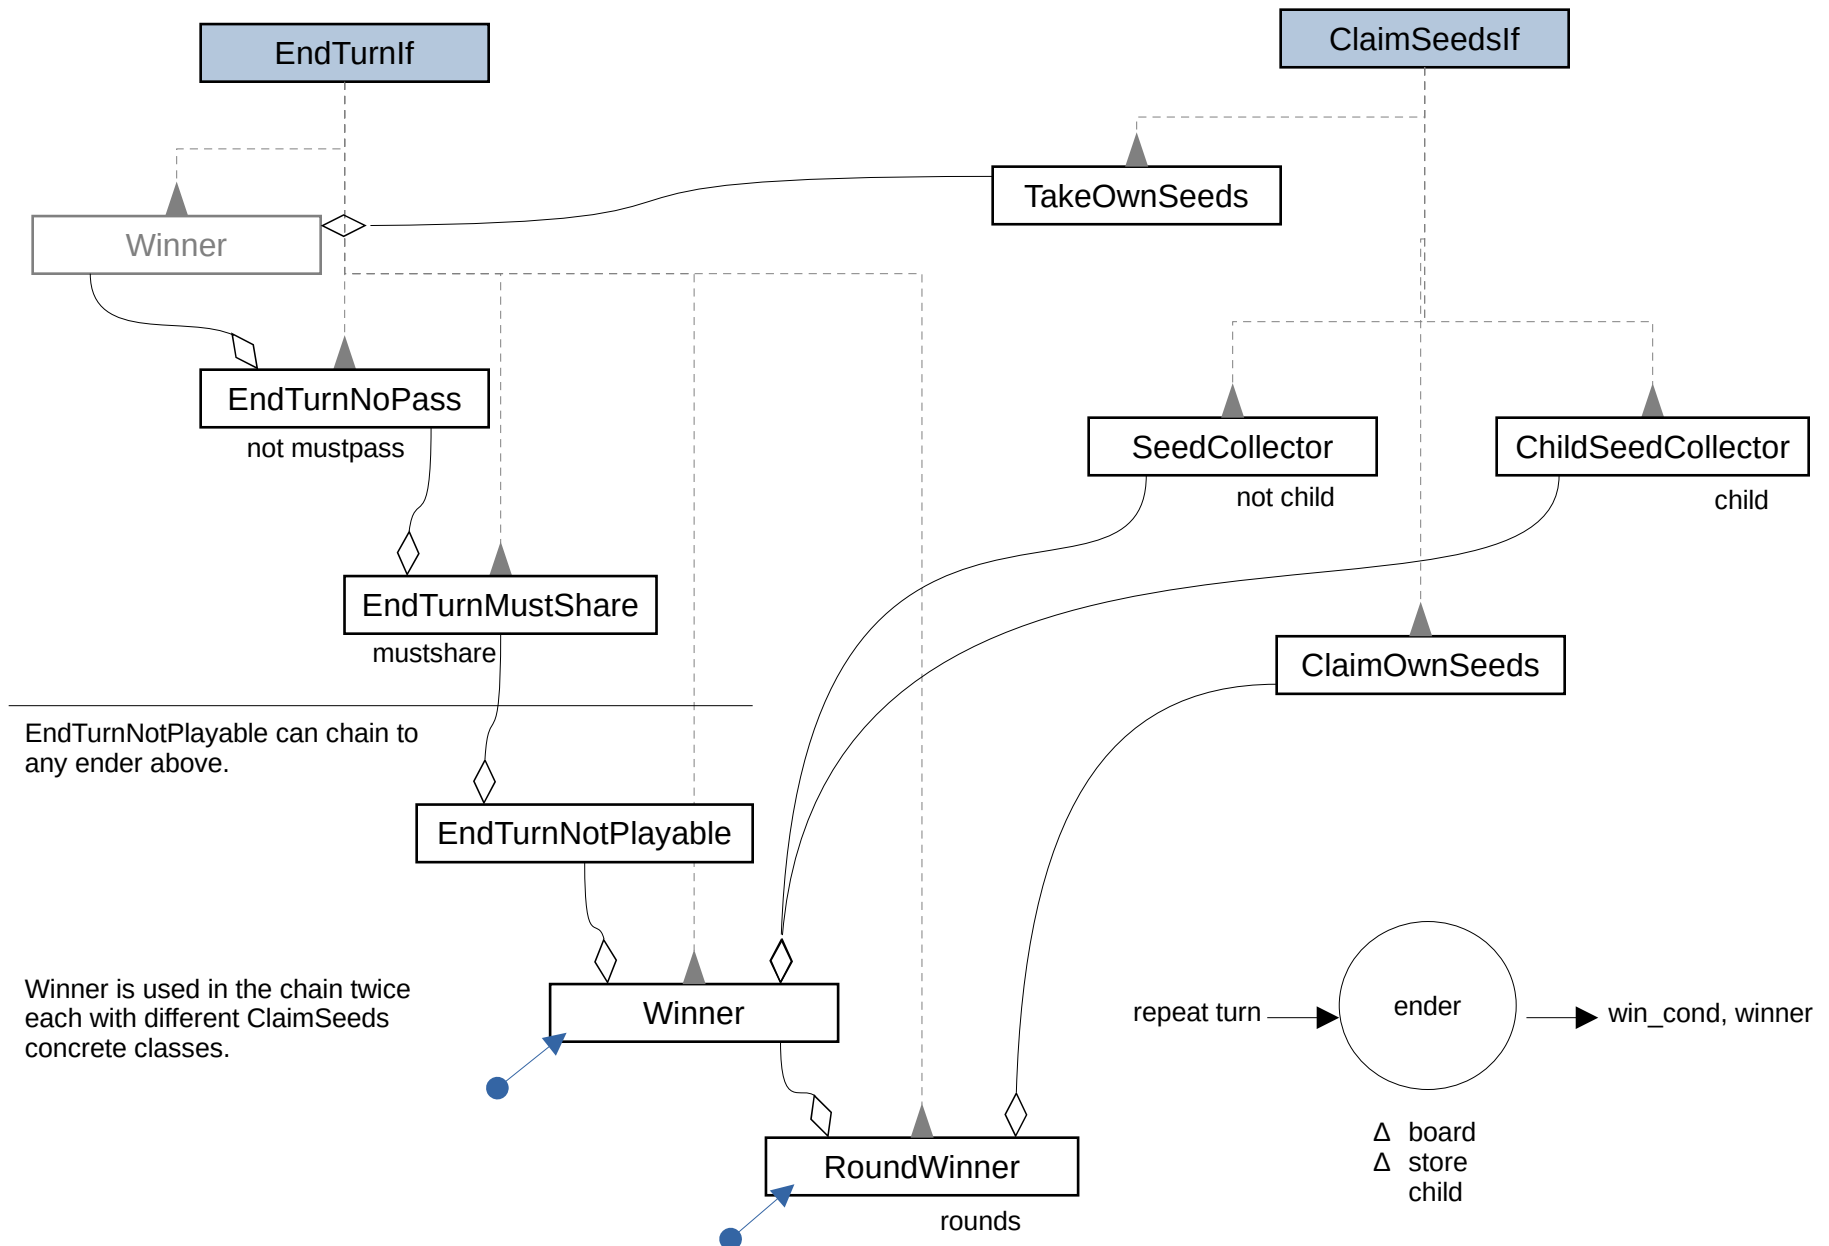 EndTurnIf
ClaimSeedsIf
TakeOwnSeeds
Winner
EndTurnNoPass
not mustpass
SeedCollector
not child
ChildSeedCollector
child
EndTurnMustShare
mustshare
ClaimOwnSeeds
EndTurnNotPlayable can chain to
any ender above.
EndTurnNotPlayable
Winner is used in the chain twice
each with different ClaimSeeds
concrete classes.
Winner
repeat turn
ender
win_cond, winner
Δ board
Δ store
child
RoundWinner
rounds